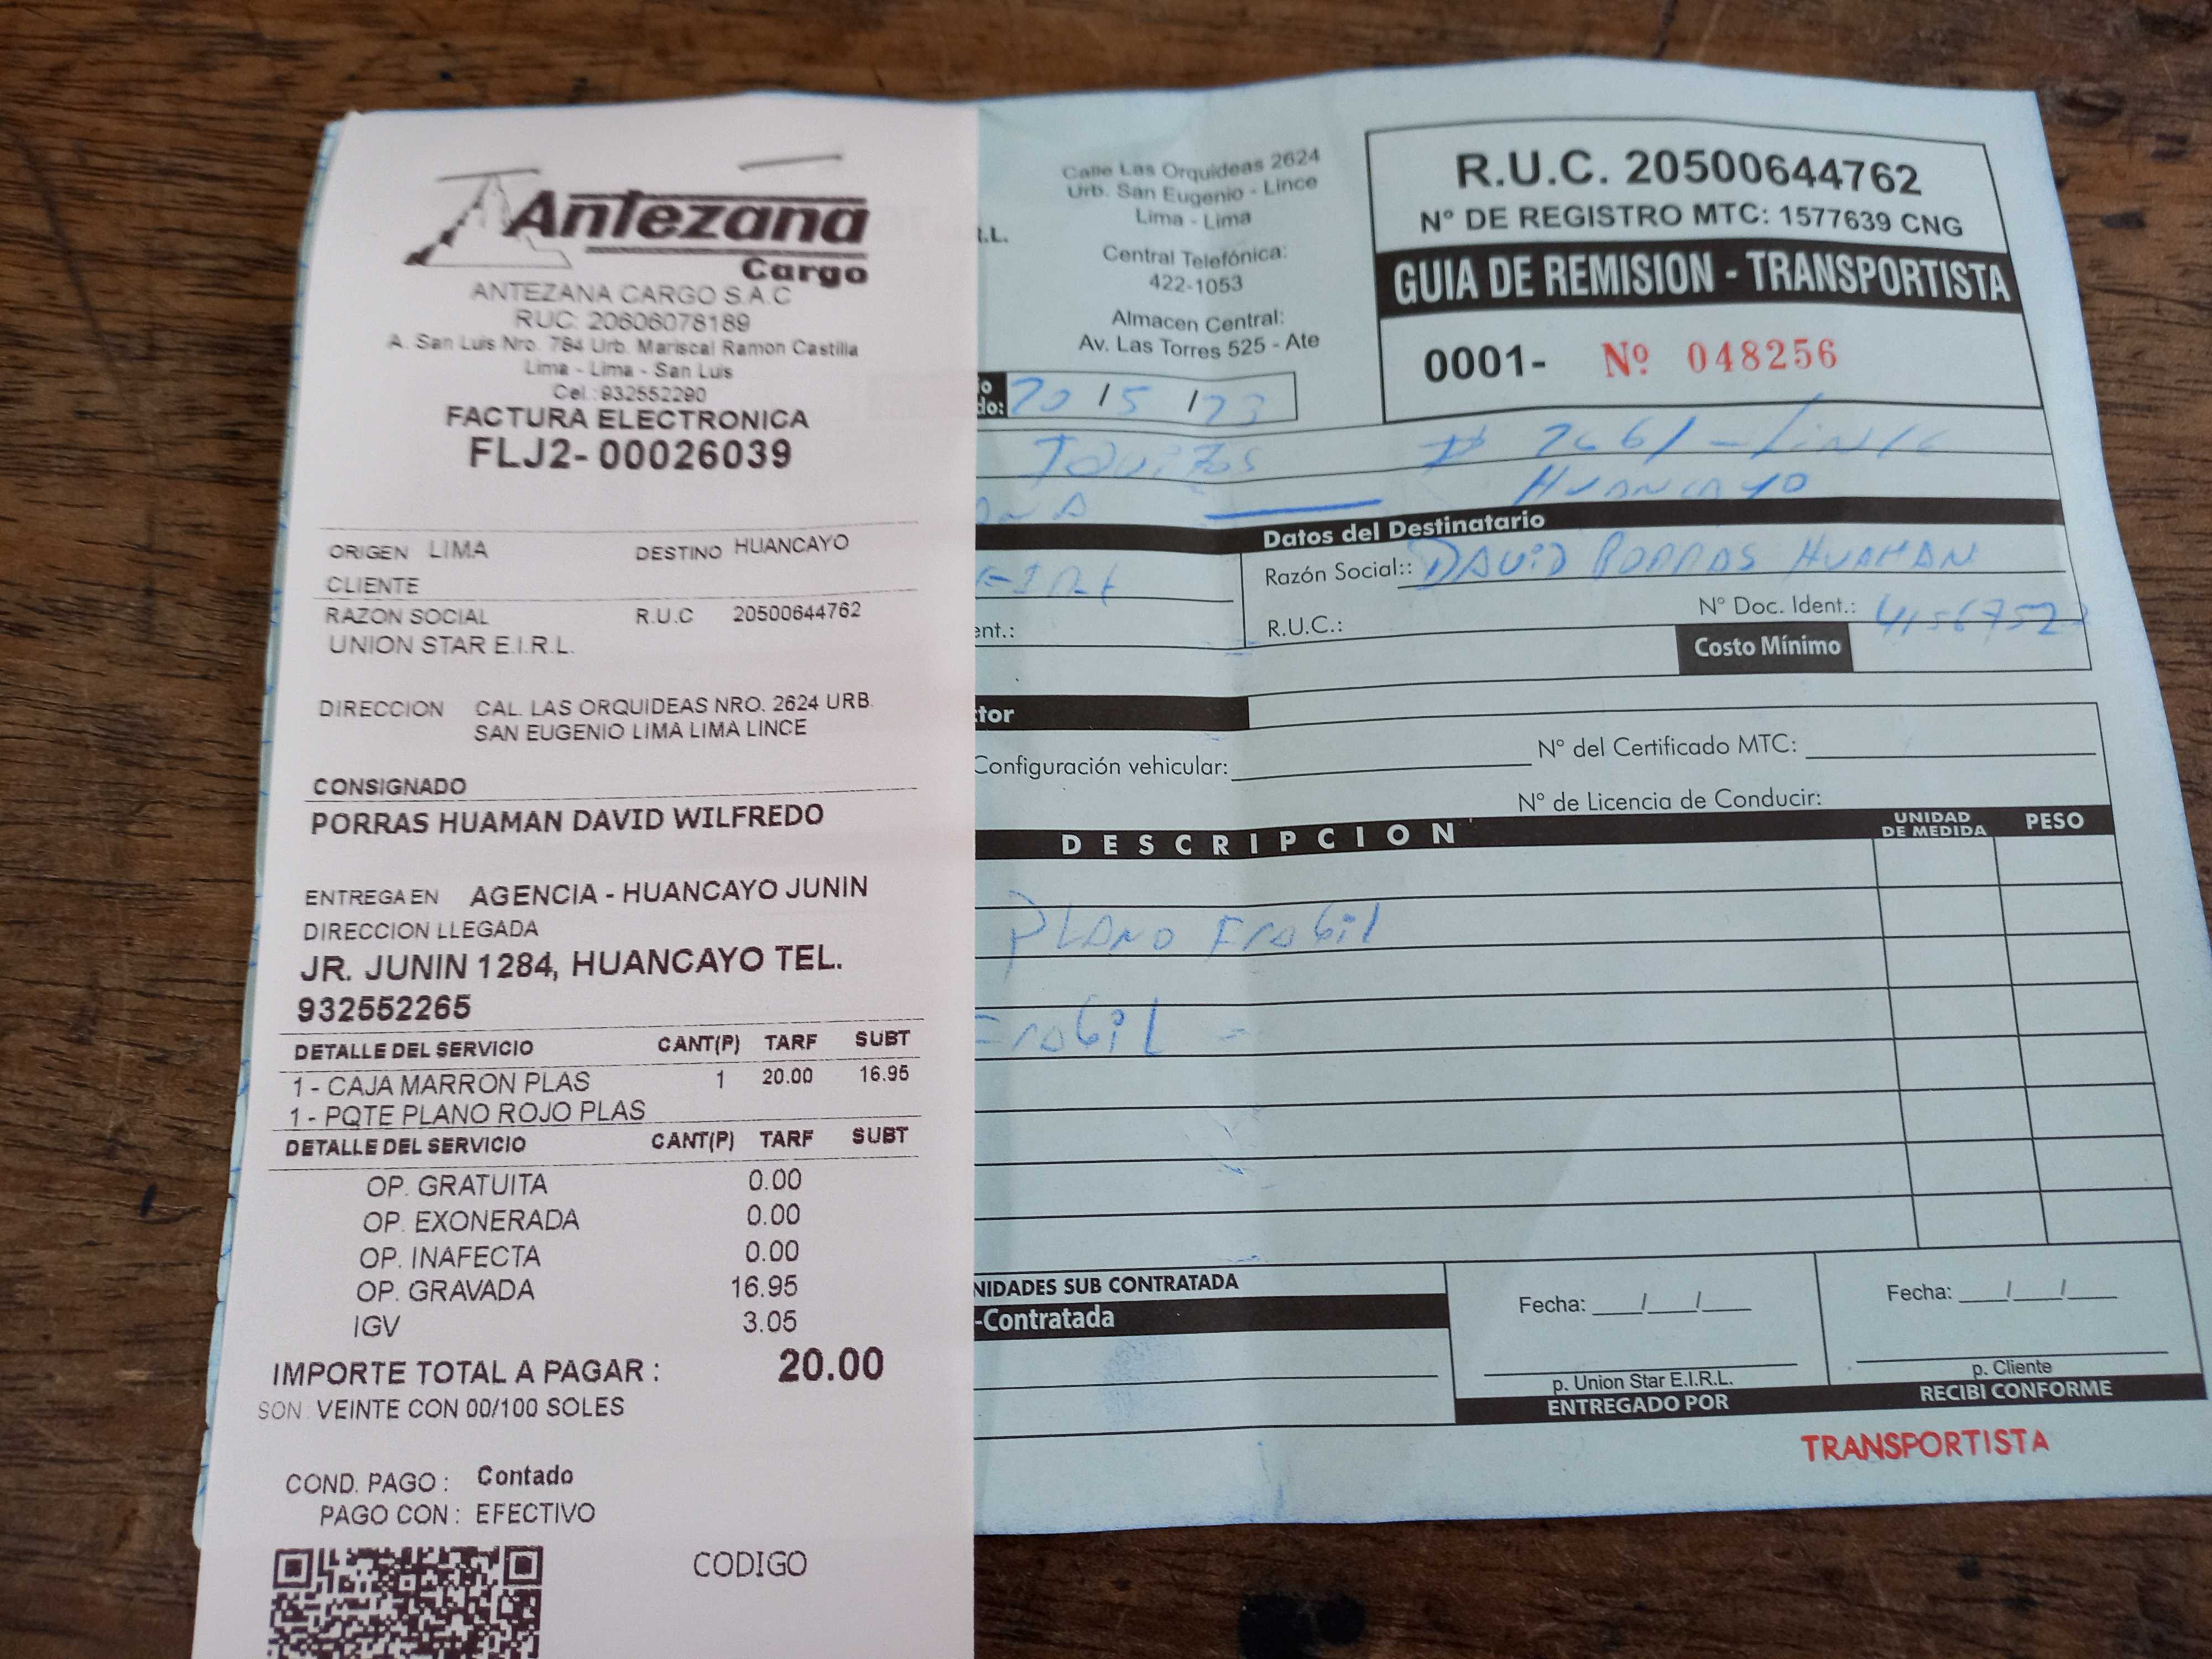 Antezana
Cargo
ANTEZANA CARGO S.A.C
RUC: 20606078189
A. San Luis Nro. 784 Urb. Mariscal Ramon Castilla
Lima - Lima - San Luis
Cel.:932552290
FACTURA ELECTRONICA
FLJ2- 00026039
ORIGEN LIMA DESTINO HUANCAYO
CLIENTE
RAZON SOCIAL R.U.C 20500644762
UNION STAR E.I.R.L.
DIRECCION CAL. LAS ORQUIDEAS NRO. 2624 URB.
SAN EUGENIO LIMA LIMA LINCE
CONSIGNADO
PORRAS HUAMAN DAVID WILFREDO
ENTREGA EN AGENCIA - HUANCAYO JUNIN
DIRECCION LLEGADA
JR. JUNIN 1284, HUANCAYO TEL.
932552265
DETALLE DEL SERVICIO CANT(P) TARF SUBT
1 - CAJA MARRON PLAS 1 20.00 16.95
1 - PQTE PLANO ROJO PLAS
DETALLE DEL SERVICIO CANT(P) TARF SUBT
OP. GRATUITA 0.00
OP. EXONERADA 0.00
OP. INAFECTA 0.00
OP. GRAVADA 16.95
IGV 3.05
IMPORTE TOTAL A PAGAR : 20.00
SON: VEINTE CON 00/100 SOLES
COND. PAGO : Contado
PAGO CON : EFECTIVO
CODIGO
R.L.
Calle Las Orquideas 2624
Urb. San Eugenio - Lince
Lima - Lima
Central Telefónica:
422-1053
Almacen Central:
Av. Las Torres 525 - Ate
R.U.C. 20500644762
Nº DE REGISTRO MTC: 1577639 CNG
GUIA DE REMISION - TRANSPORTISTA
0001- Nº 048256
do: 20 / 5 / 23
# 2661 -
HUANCAYO
Datos del Destinatario
Razón Social:: DAVID PORRAS HUAMAN
ent.: R.U.C.: Nº Doc. Ident.:
Costo Mínimo
tor
Configuración vehicular: Nº del Certificado MTC:
Nº de Licencia de Conducir:
DESCRIPCION UNIDAD DE MEDIDA PESO
PLANO Frabil
Frabil
NIDADES SUB CONTRATADA
-Contratada
Fecha: / / Fecha: / /
p. Union Star E.I.R.L. p. Cliente
ENTREGADO POR RECIBI CONFORME
TRANSPORTISTA